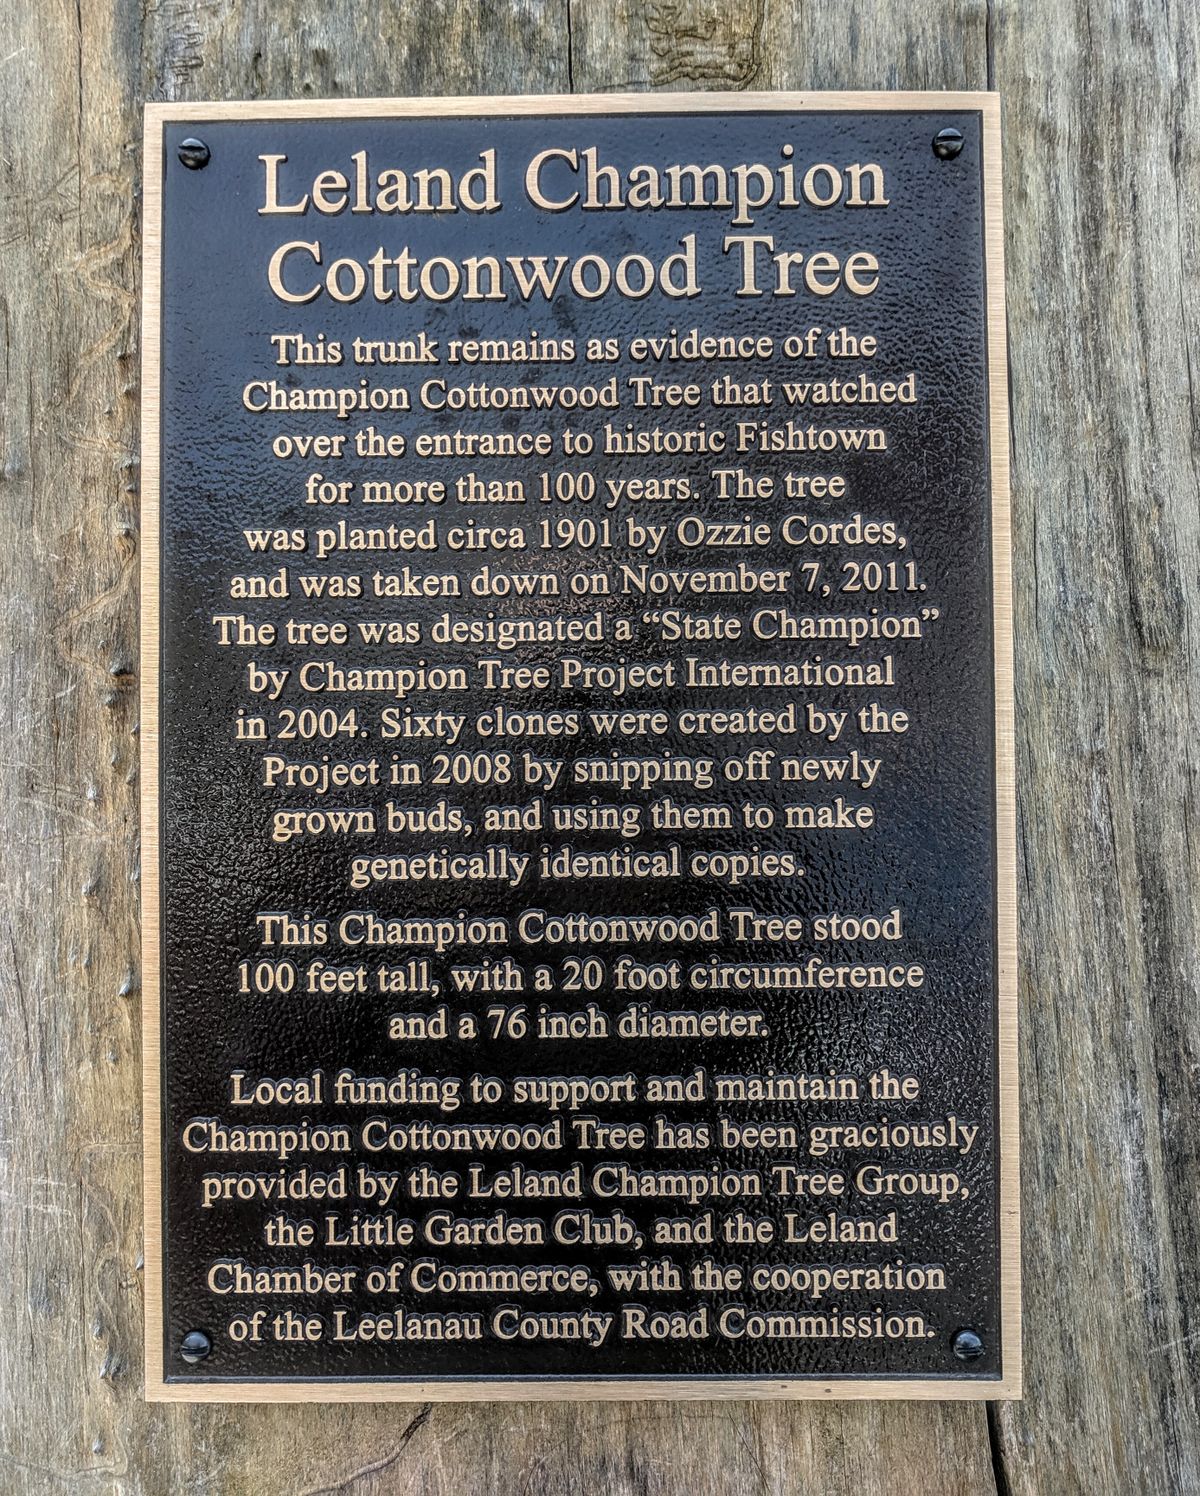 Leland Champion
Cottonwood Tree
This trunk remains as evidence of the
Champion Cottonwood Tree that watched
over the entrance to historic Fishtown
for more than 100 years. The tree
was planted circa 1901 by Ozzie Cordes,
and was taken down on November 7, 2011.
The tree was designated a “State Champion”
by Champion Tree Project International
in 2004. Sixty clones were created by the
Project in 2008 by snipping off newly
grown buds, and using them to make
genetically identical copies.
This Champion Cottonwood Tree stood
100 feet tall, with a 20 foot circumference
and a 76 inch diameter.
Local funding to support and maintain the
Champion Cottonwood Tree has been graciously
provided by the Leland Champion Tree Group,
the Little Garden Club, and the Leland
Chamber of Commerce, with the cooperation
of the Leelanau County Road Commission.